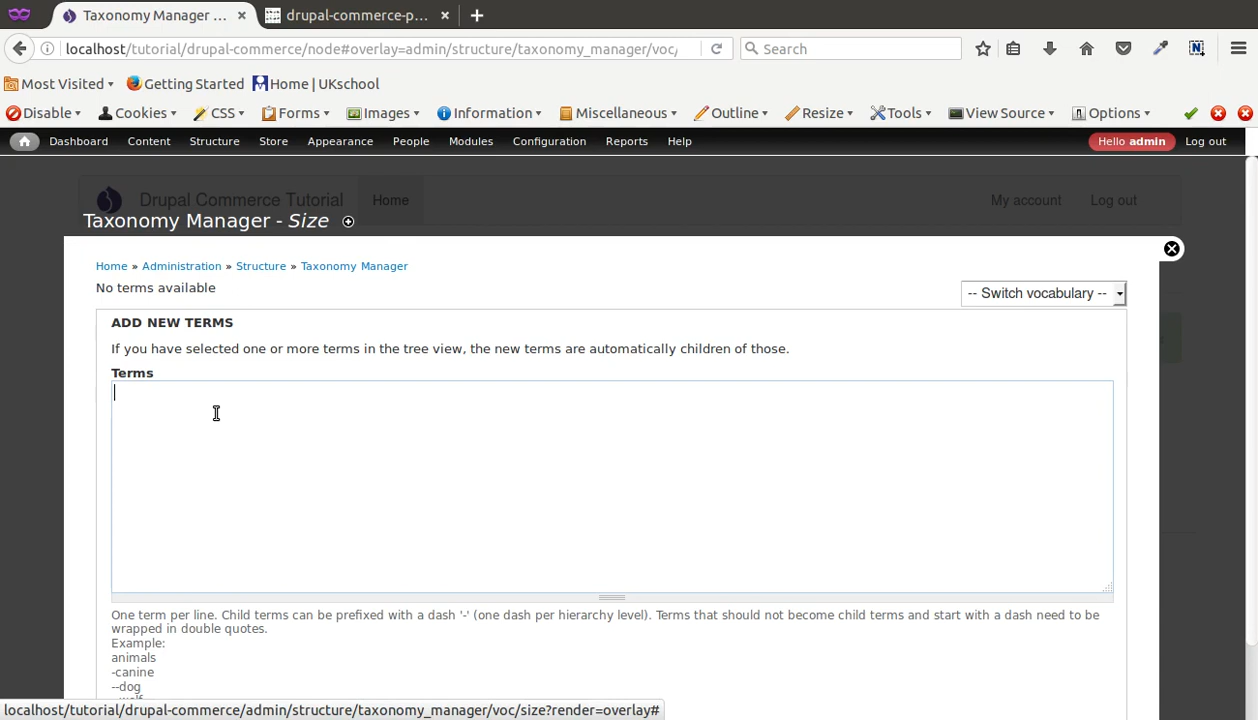 Taxonomy Manager ...
drupal-commerce-p...
localhost/tutorial/drupal-commerce/node#overlay=admin/structure/taxonomy_manager/voc/
Search
Most Visited
Getting Started
Home | UKschool
Disable
Cookies
CSS
Forms
Images
Information
Miscellaneous
Outline
Resize
Tools
View Source
Options
Dashboard
Content
Structure
Store
Appearance
People
Modules
Configuration
Reports
Help
Hello admin
Log out
Drupal Commerce Tutorial
Home
My account
Log out
Taxonomy Manager - Size
Home » Administration » Structure » Taxonomy Manager
No terms available
-- Switch vocabulary --
ADD NEW TERMS
If you have selected one or more terms in the tree view, the new terms are automatically children of those.
Terms
One term per line. Child terms can be prefixed with a dash '-' (one dash per hierarchy level). Terms that should not become child terms and start with a dash need to be
wrapped in double quotes.
Example:
animals
-canine
--dog
localhost/tutorial/drupal-commerce/admin/structure/taxonomy_manager/voc/size?render=overlay#